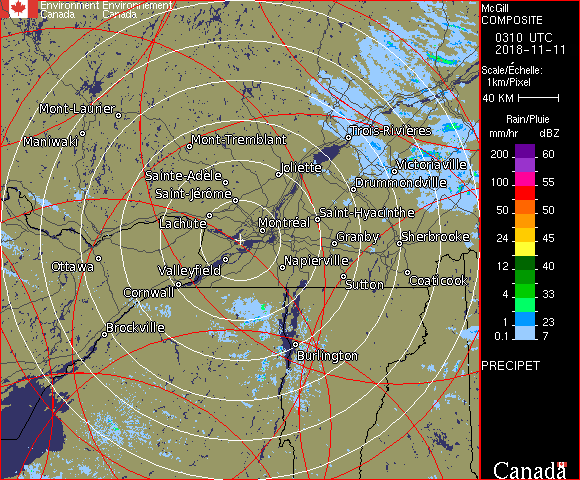 Environment Environnement
Canada Canada
McGill
COMPOSITE
0310 UTC
2018-11-11
Scale/Échelle:
1km/Pixel
40 KM
Rain/Pluie
mm/hr dBZ
200 60
100 55
50 50
24 45
12 40
4 33
1 23
0.1 7
PRECIPET
Canada
Mont-Laurier
Maniwaki
Mont-Tremblant
Trois-Rivières
Joliette
Victoriaville
Sainte-Adèle
Drummondville
Saint-Jérôme
Saint-Hyacinthe
Lachute
Montréal
Granby
Sherbrooke
Ottawa
Valleyfield
Napierville
Sutton
Coaticook
Cornwall
Brockville
Burlington